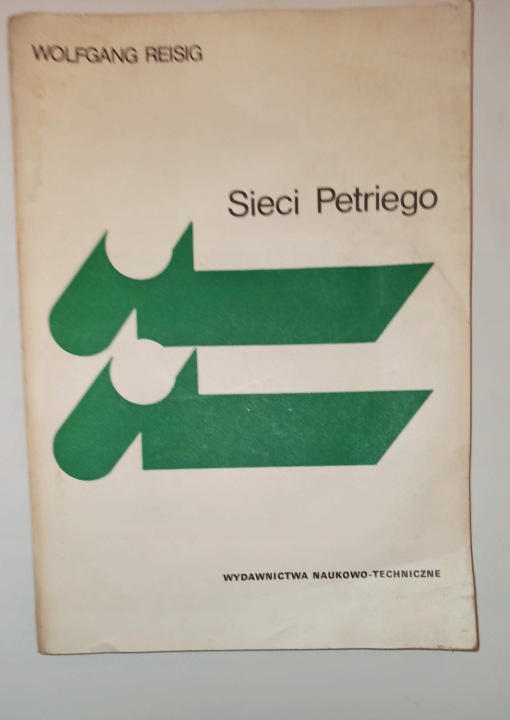 WOLFGANG REISIG
Sieci Petriego
WYDAWNICTWA NAUKOWO-TECHNICZNE